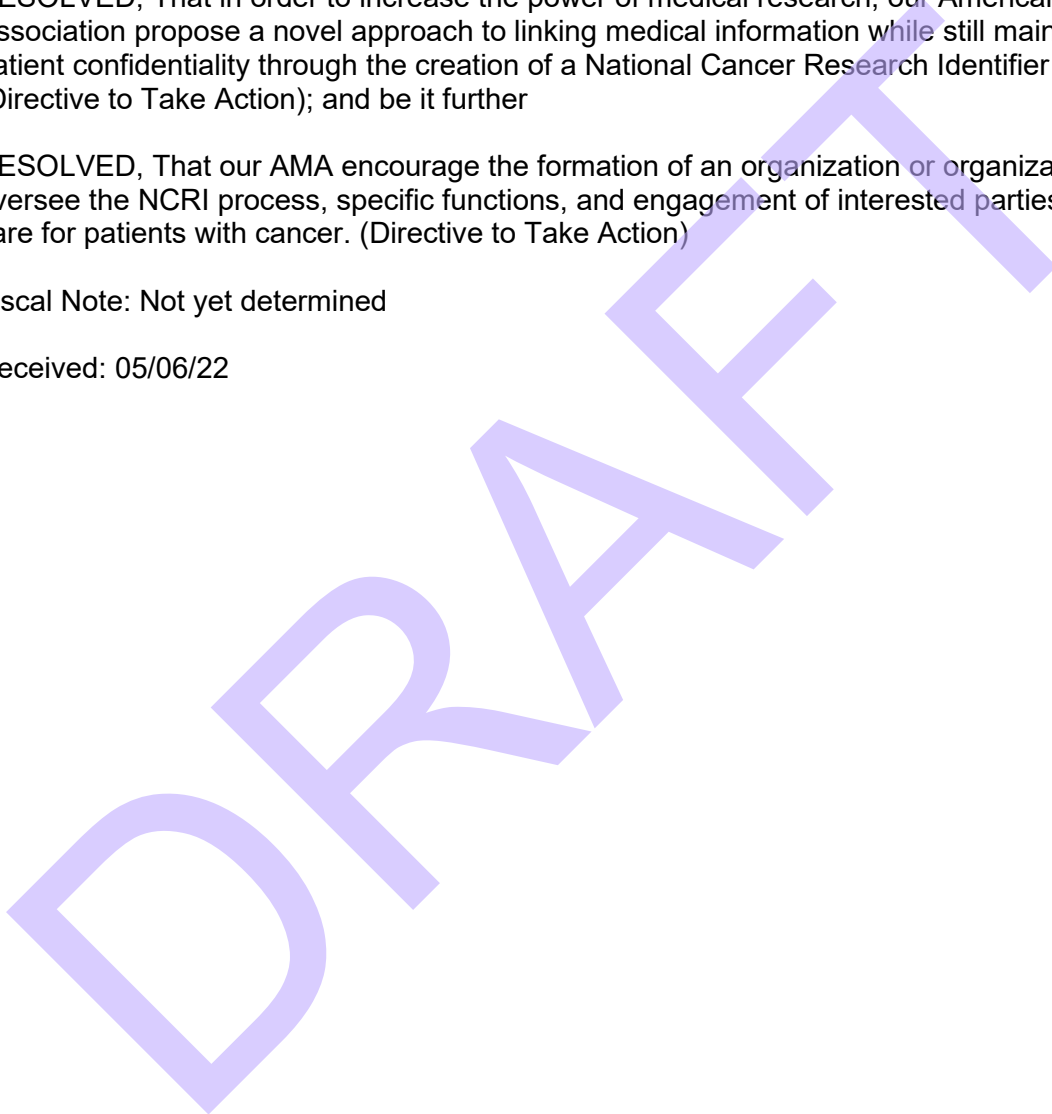 ESOLVED, That in order to increase the power of medical research, our American
ssociation propose a novel approach to linking medical information while still main
atient confidentiality through the creation of a National Cancer Research Identifier
Directive to Take Action); and be it further
ESOLVED, That our AMA encourage the formation of an organization or organiza
versee the NCRI process, specific functions, and engagement of interested parties
are for patients with cancer. (Directive to Take Action)
iscal Note: Not yet determined
eceived: 05/06/22
DRAFT